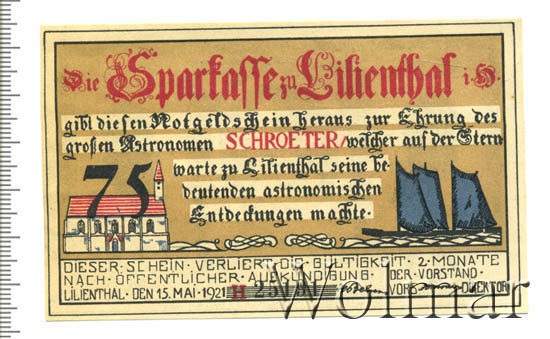 Die Sparkasse zu Lilienthal i. H.
gibt diesen Notgeldschein heraus zur Ehrung des
großen Astronomen SCHROETER, welcher auf der Stern
warte zu Lilienthal seine be
deutenden astronomischen
Entdeckungen machte.
75
DIESER · SCHEIN · VERLIERT · DIE · GÜLTIGKEIT · 2 · MONATE
NACH · ÖFFENTLICHER · AUFKÜNDIGUNG · DER · VORSTAND ·
LILIENTHAL · DEN 15. MAI · 1921 H VORS DIREKTOR
Wolmar